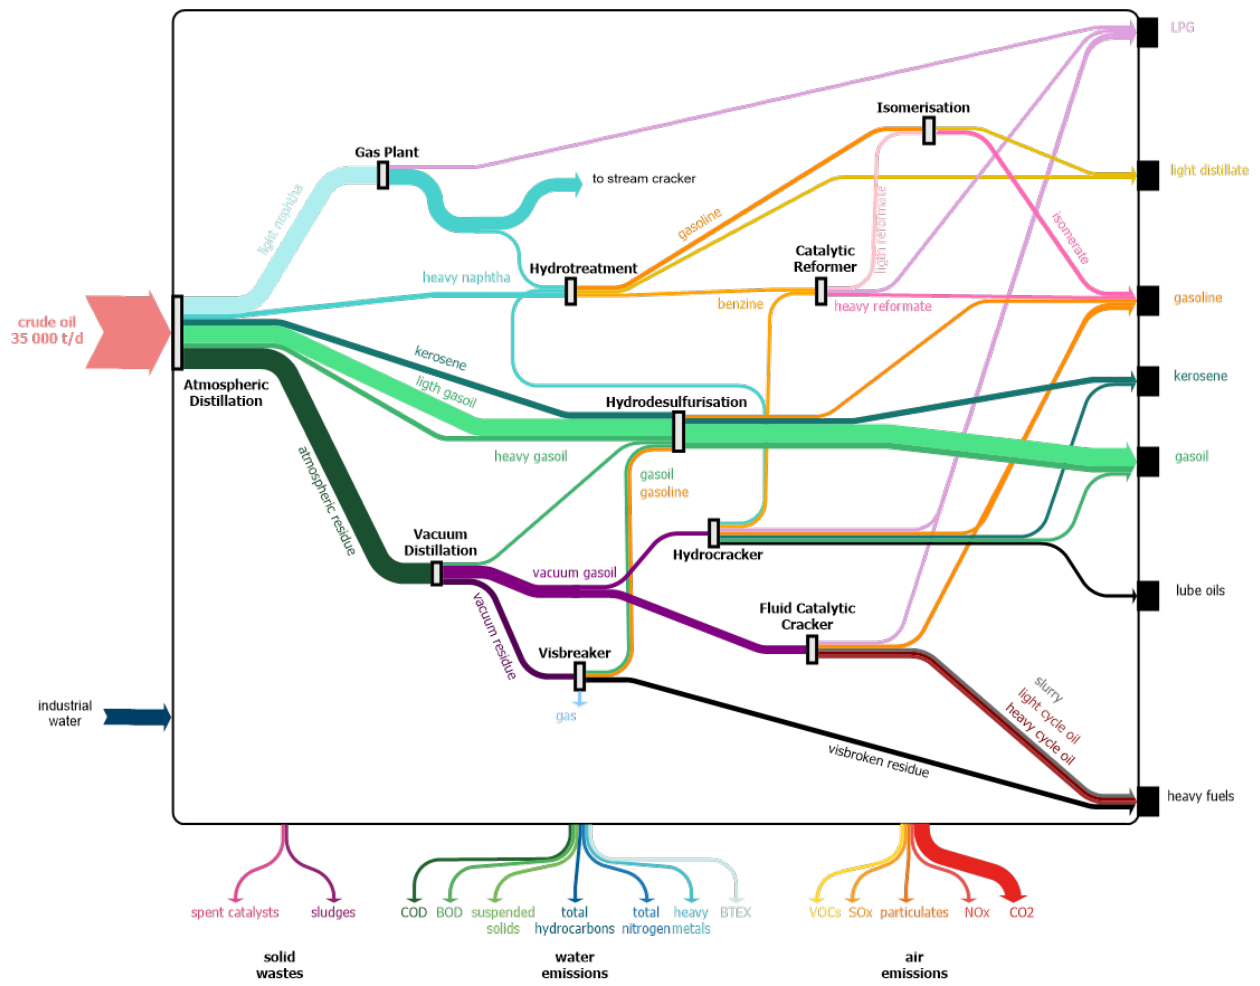 LPG
Isomerisation
Gas Plant
light distillate
to stream cracker
light naphtha
gasoline
ligth reformate
isomerate
Catalytic
Reformer
Hydrotreatment
heavy naphtha
benzine
heavy reformate
gasoline
crude oil
35 000 t/d
kerosene
kerosene
Atmospheric
Distillation
ligth gasoil
Hydrodesulfurisation
heavy gasoil
gasoil
gasoline
gasoil
atmospheric residue
Vacuum
Distillation
Hydrocracker
vacuum gasoil
lube oils
vacuum residue
Fluid Catalytic
Cracker
Visbreaker
slurry
light cycle oil
heavy cycle oil
industrial
water
gas
visbroken residue
heavy fuels
spent catalysts
sludges
COD
BOD
suspended
solids
total
hydrocarbons
total
nitrogen
heavy
metals
BTEX
VOCs
SOx
particulates
NOx
CO2
solid
wastes
water
emissions
air
emissions